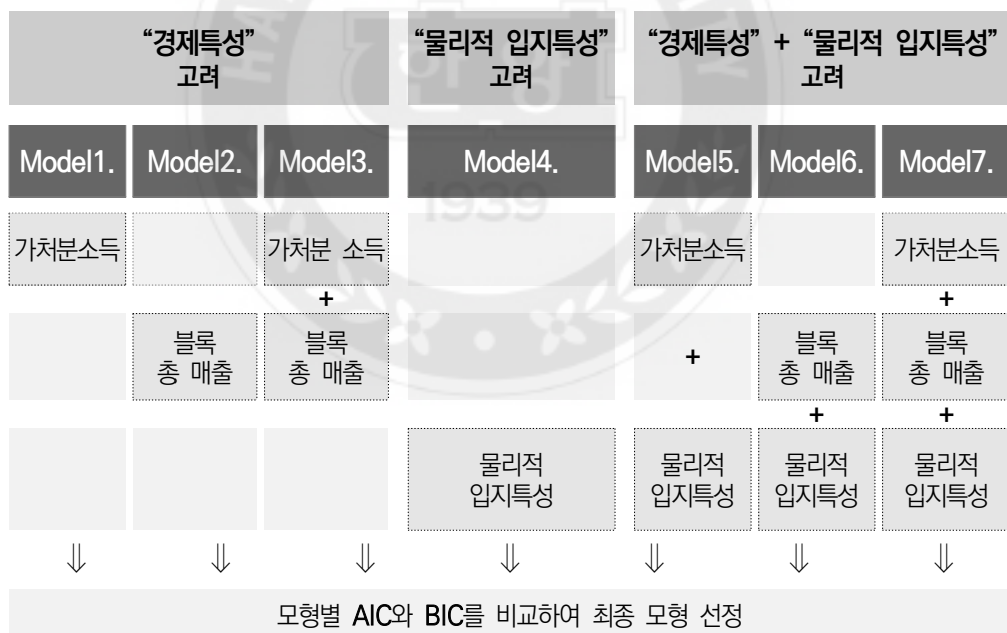 “경제특성” “물리적 입지특성” “경제특성” + “물리적 입지특성”
고려 고려 고려
Model1. Model2. Model3. Model4. Model5. Model6. Model7.
가처분소득 가처분 소득 가처분소득 가처분소득
+ +
블록 블록 블록 블록
총 매출 총 매출 + 총 매출 총 매출
+ +
물리적 물리적 물리적 물리적
입지특성 입지특성 입지특성 입지특성
⇓ ⇓ ⇓ ⇓ ⇓ ⇓ ⇓
모형별 AIC와 BIC를 비교하여 최종 모형 선정
한양
1939